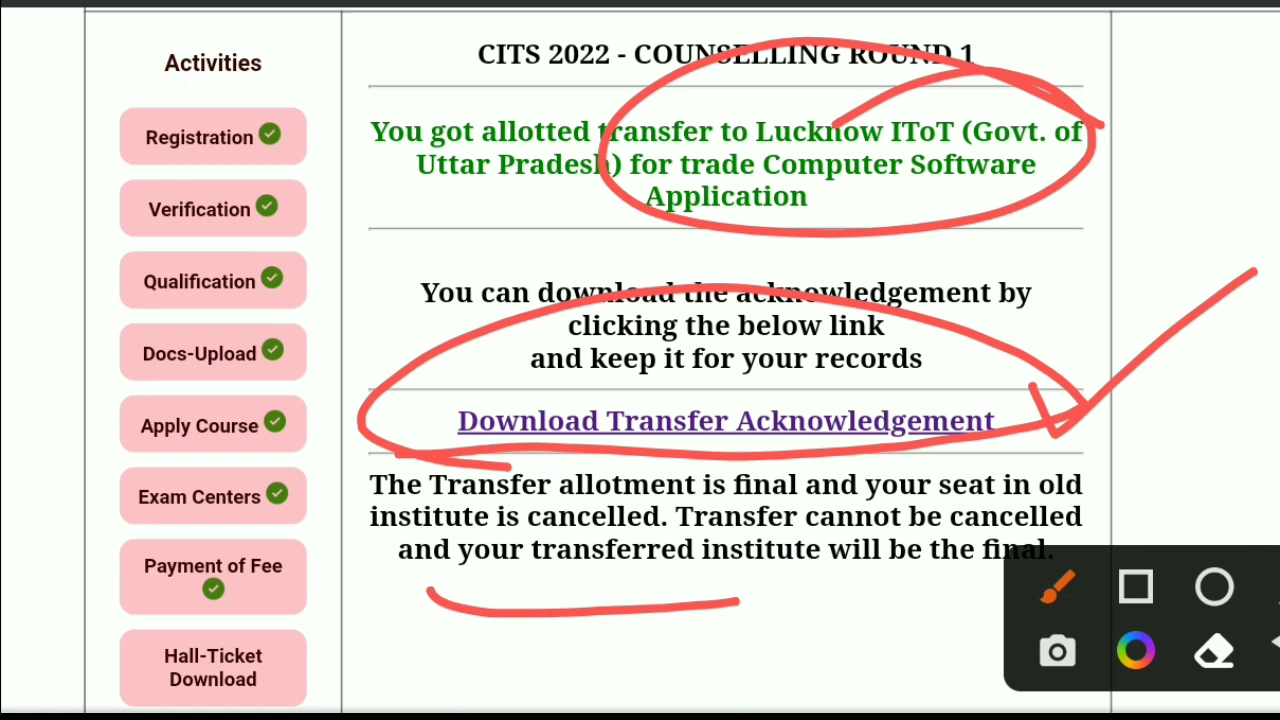 Activities
Registration
Verification
Qualification
Docs-Upload
Apply Course
Exam Centers
Payment of Fee
Hall-Ticket
Download
CITS 2022 - COUNSELLING ROUND 1
You got allotted transfer to Lucknow IToT (Govt. of
Uttar Pradesh) for trade Computer Software
Application
You can download the acknowledgement by
clicking the below link
and keep it for your records
Download Transfer Acknowledgement
The Transfer allotment is final and your seat in old
institute is cancelled. Transfer cannot be cancelled
and your transferred institute will be the final.